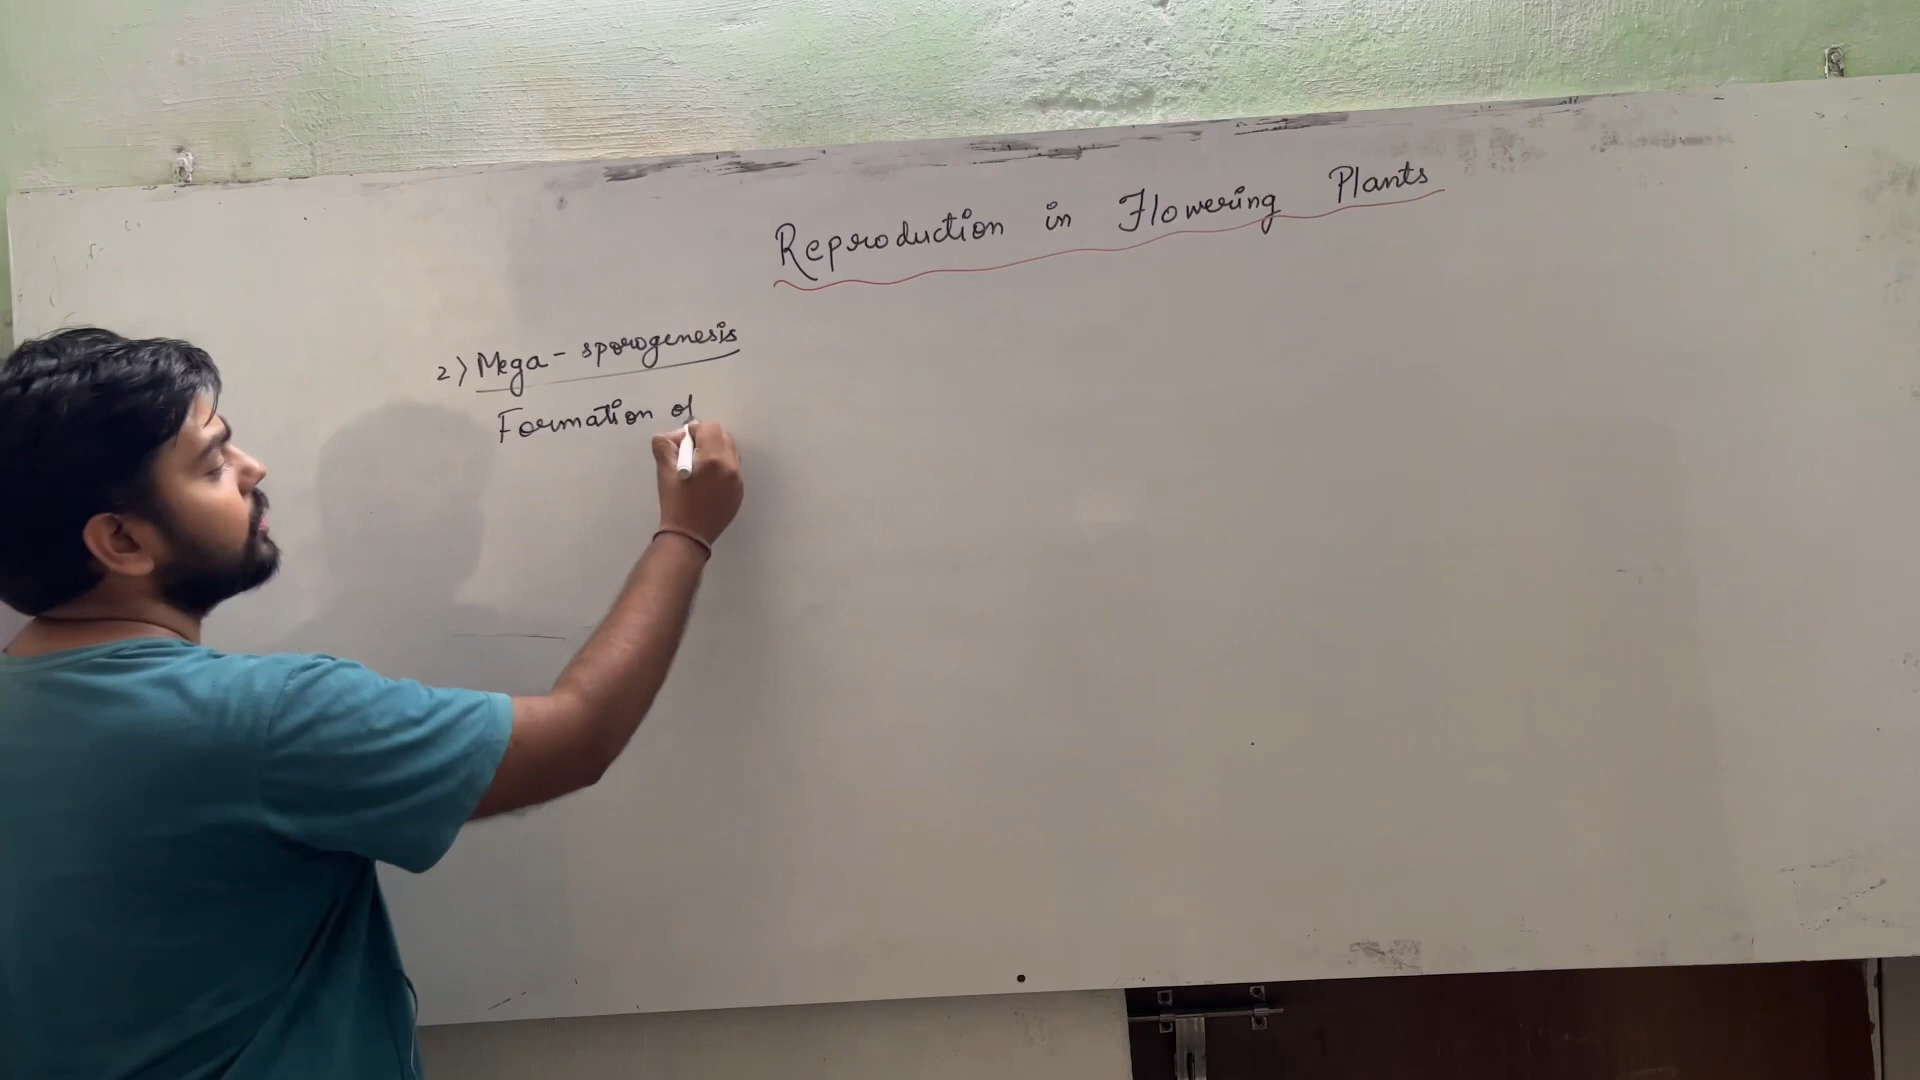 Reproduction in Flowering Plants
2) Mega - sporogenesis
Formation of